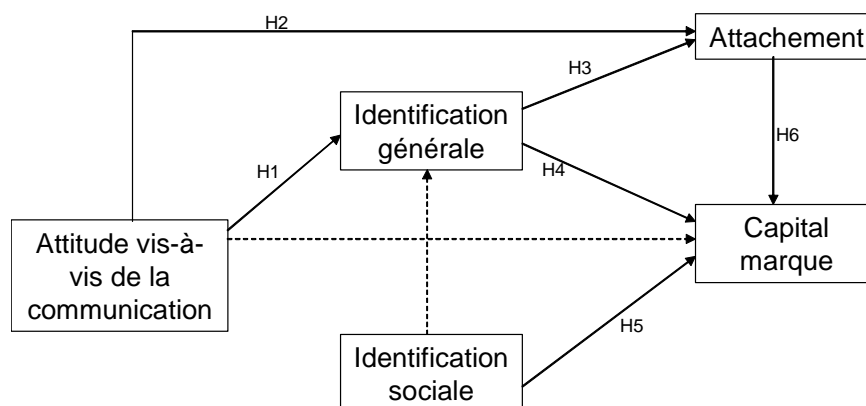 H2
Attachement
H3
Identification
générale
H6
H1
H4
Attitude vis-à-
vis de la
communication
Capital
marque
H5
Identification
sociale